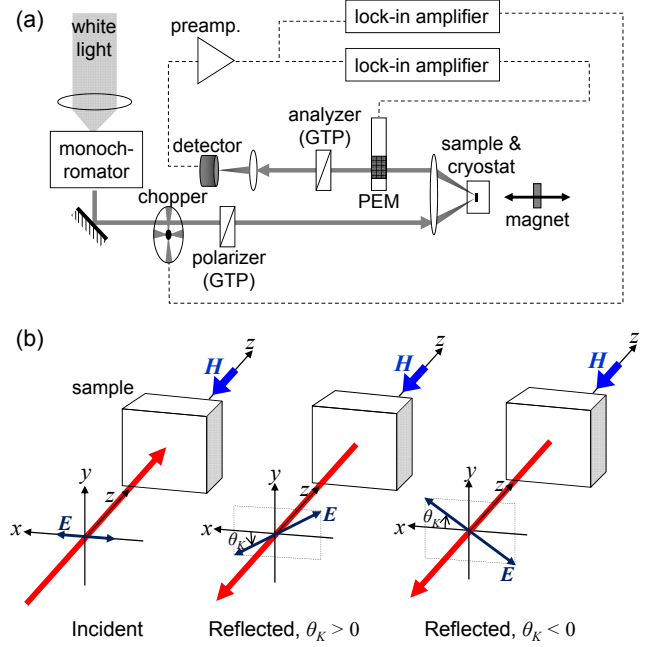 (a)
white
light
preamp.
lock-in amplifier
lock-in amplifier
monoch-
romator
detector
analyzer
(GTP)
sample &
cryostat
chopper
PEM
magnet
polarizer
(GTP)
(b)
sample
H
z
y
z
x
E
Incident
H
z
y
z
x
E
θK
Reflected, θK > 0
H
z
y
z
x
θK
E
Reflected, θK < 0